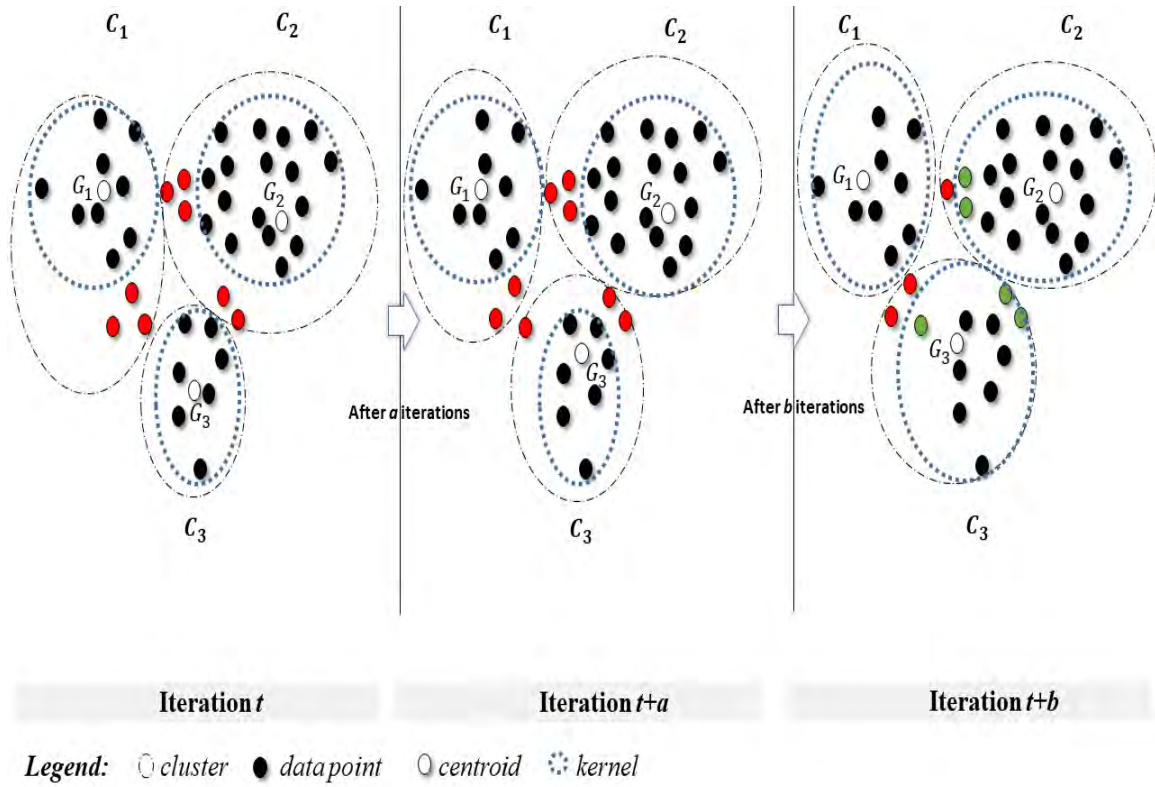 C₁ C₂ C₁ C₂ C₁ C₂
G₁ G₂ G₁ G₂ G₁ G₂
G₃ G₃ G₃
After a iterations After b iterations
C₃ C₃ C₃
Iteration t Iteration t+a Iteration t+b
Legend: cluster data point centroid kernel